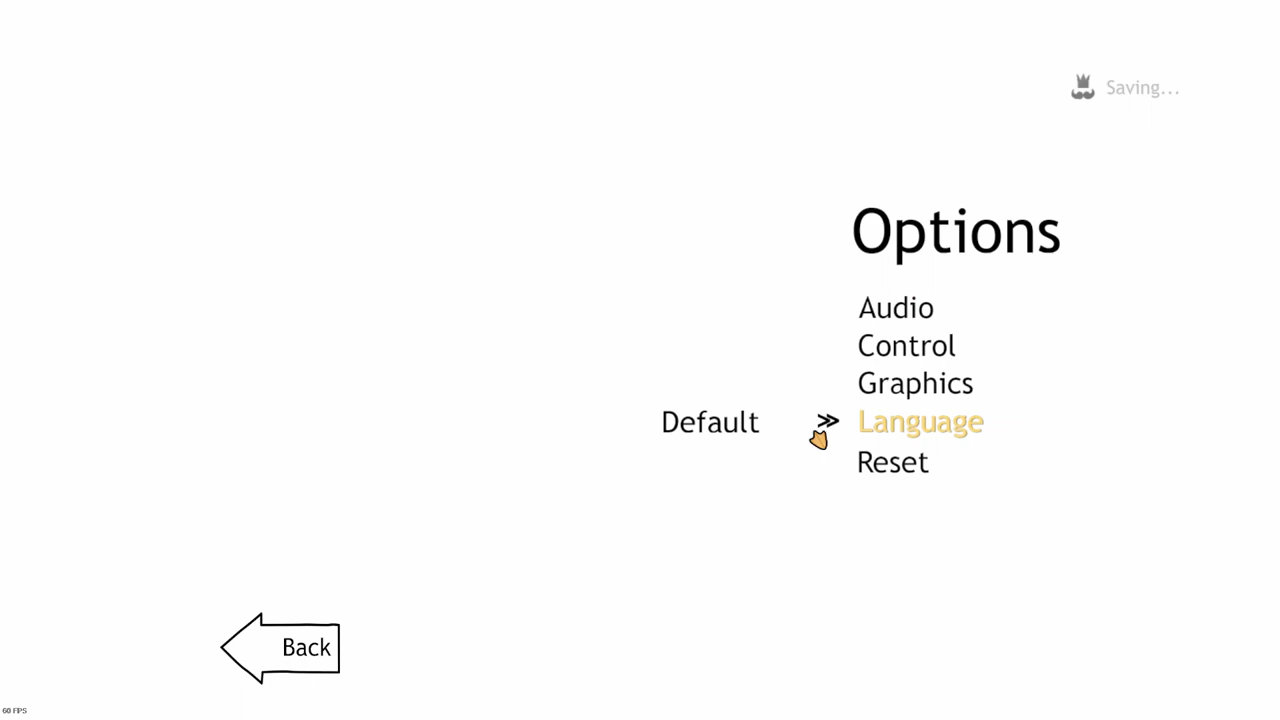 Saving...
Options
Audio
Control
Graphics
Default » Language
Reset
Back
60 FPS